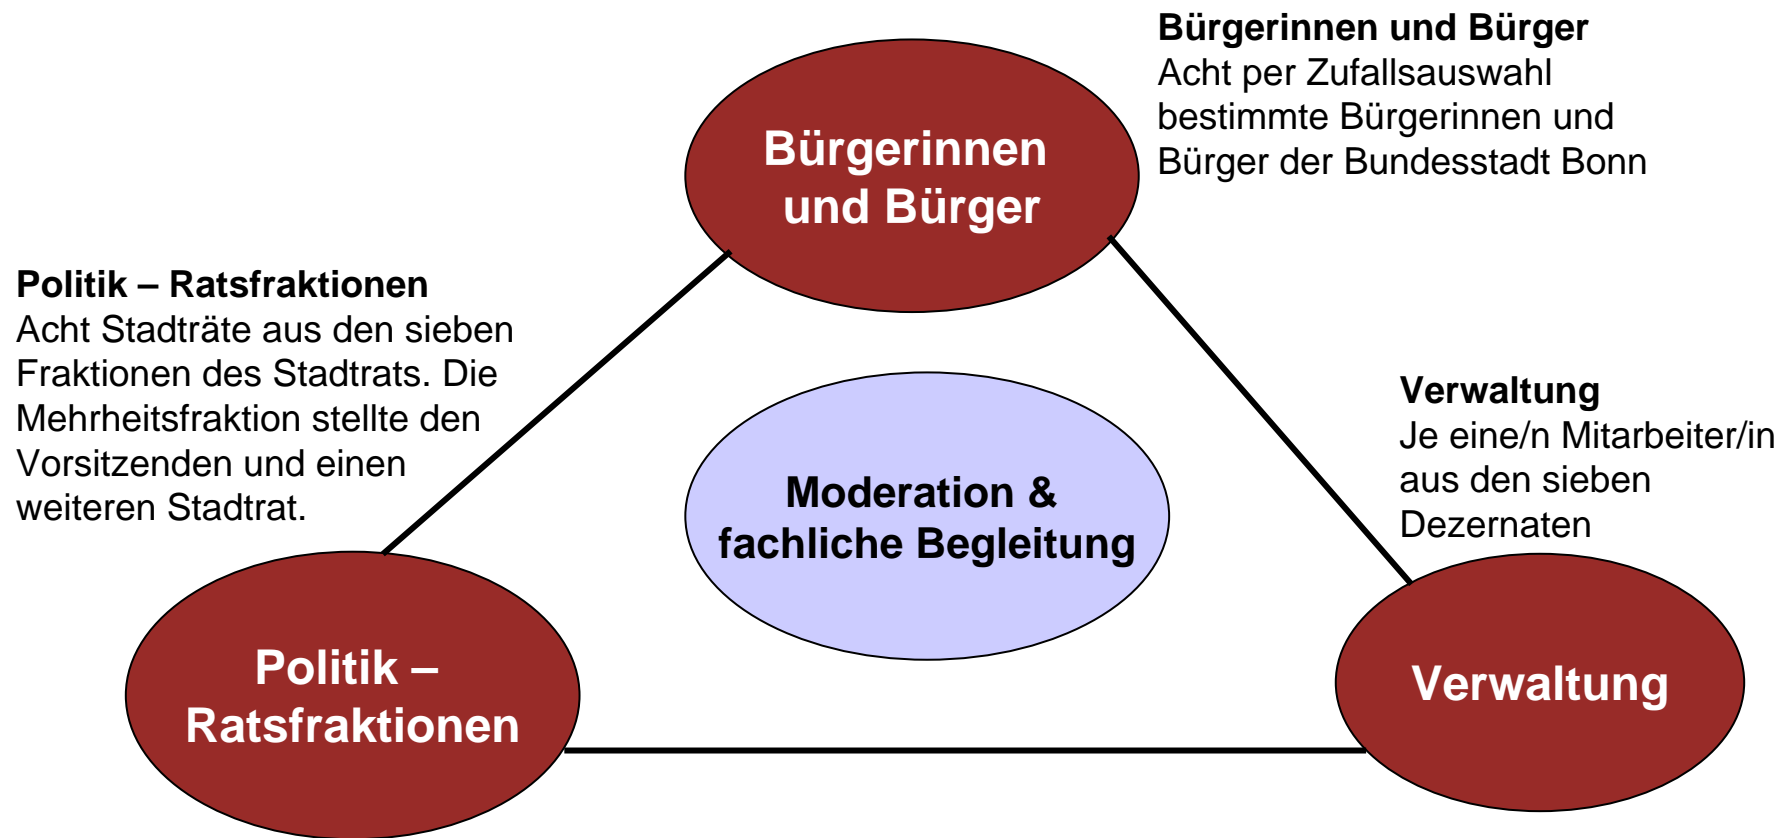 Bürgerinnen und Bürger
Acht per Zufallsauswahl
bestimmte Bürgerinnen und
Bürger der Bundesstadt Bonn
Bürgerinnen
und Bürger
Politik – Ratsfraktionen
Acht Stadträte aus den sieben
Fraktionen des Stadtrats. Die
Mehrheitsfraktion stellte den
Vorsitzenden und einen
weiteren Stadtrat.
Verwaltung
Je eine/n Mitarbeiter/in
aus den sieben
Dezernaten
Moderation &
fachliche Begleitung
Politik –
Ratsfraktionen
Verwaltung